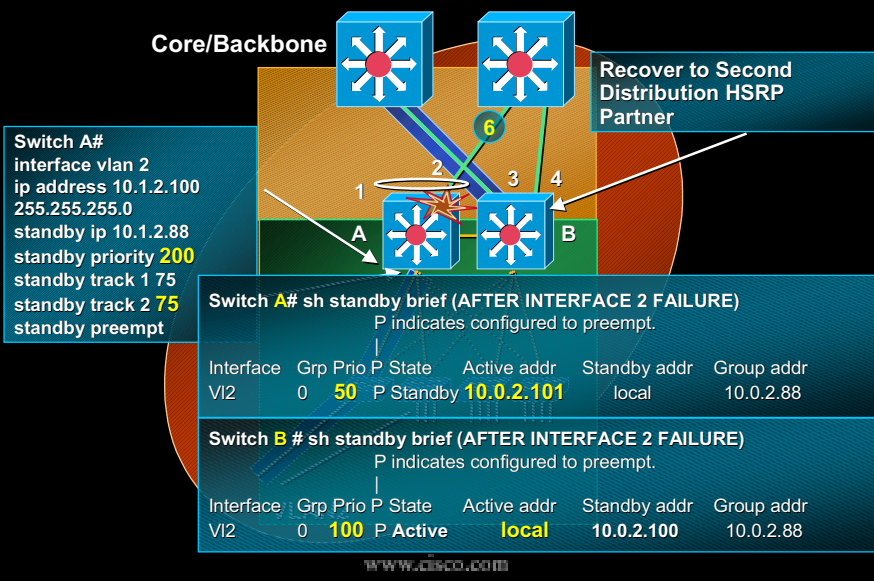 Core/Backbone
Recover to Second
Distribution HSRP
Partner
6
Switch A#
interface vlan 2
ip address 10.1.2.100
255.255.255.0
standby ip 10.1.2.88
standby priority 200
standby track 1 75
standby track 2 75
standby preempt
1
2
3
4
A
B
Switch A# sh standby brief (AFTER INTERFACE 2 FAILURE)
P indicates configured to preempt.
|
Interface Grp Prio P State Active addr Standby addr Group addr
Vl2 0 50 P Standby 10.0.2.101 local 10.0.2.88
Switch B # sh standby brief (AFTER INTERFACE 2 FAILURE)
P indicates configured to preempt.
|
Interface Grp Prio P State Active addr Standby addr Group addr
Vl2 0 100 P Active local 10.0.2.100 10.0.2.88
www.cisco.com